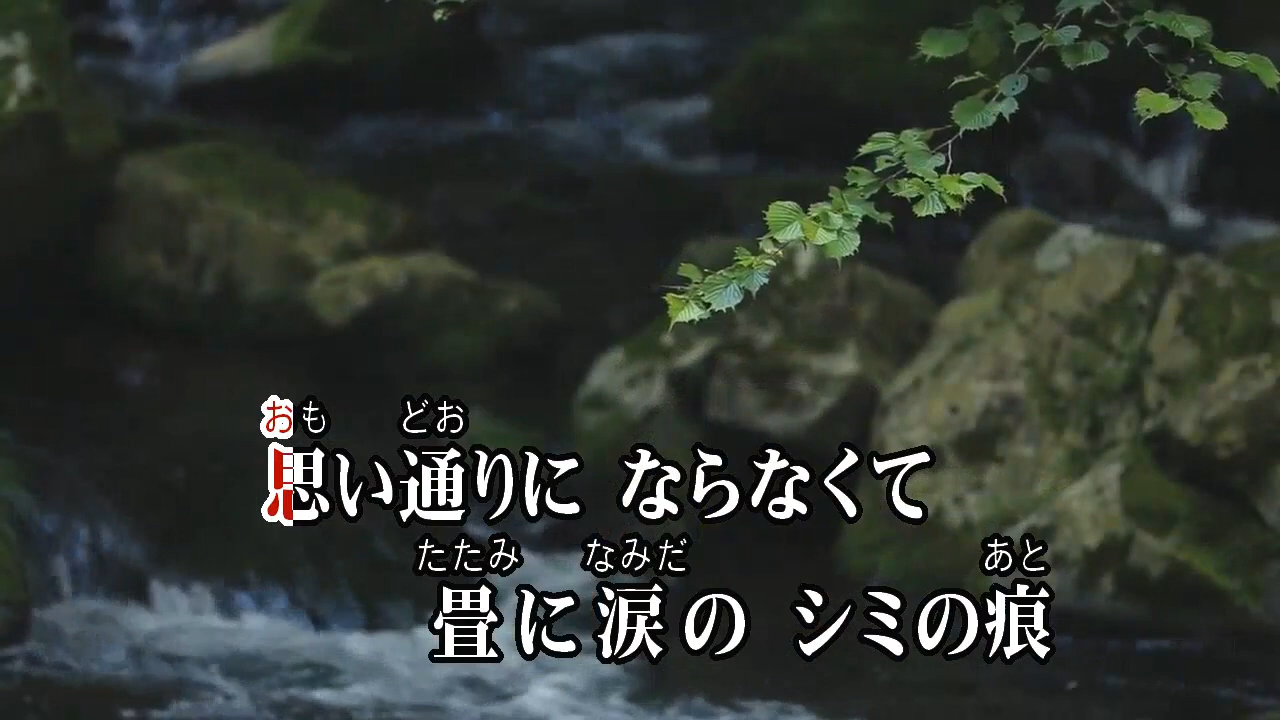 おも どお
思い通りに ならなくて
たたみ なみだ あと
畳に涙の シミの痕